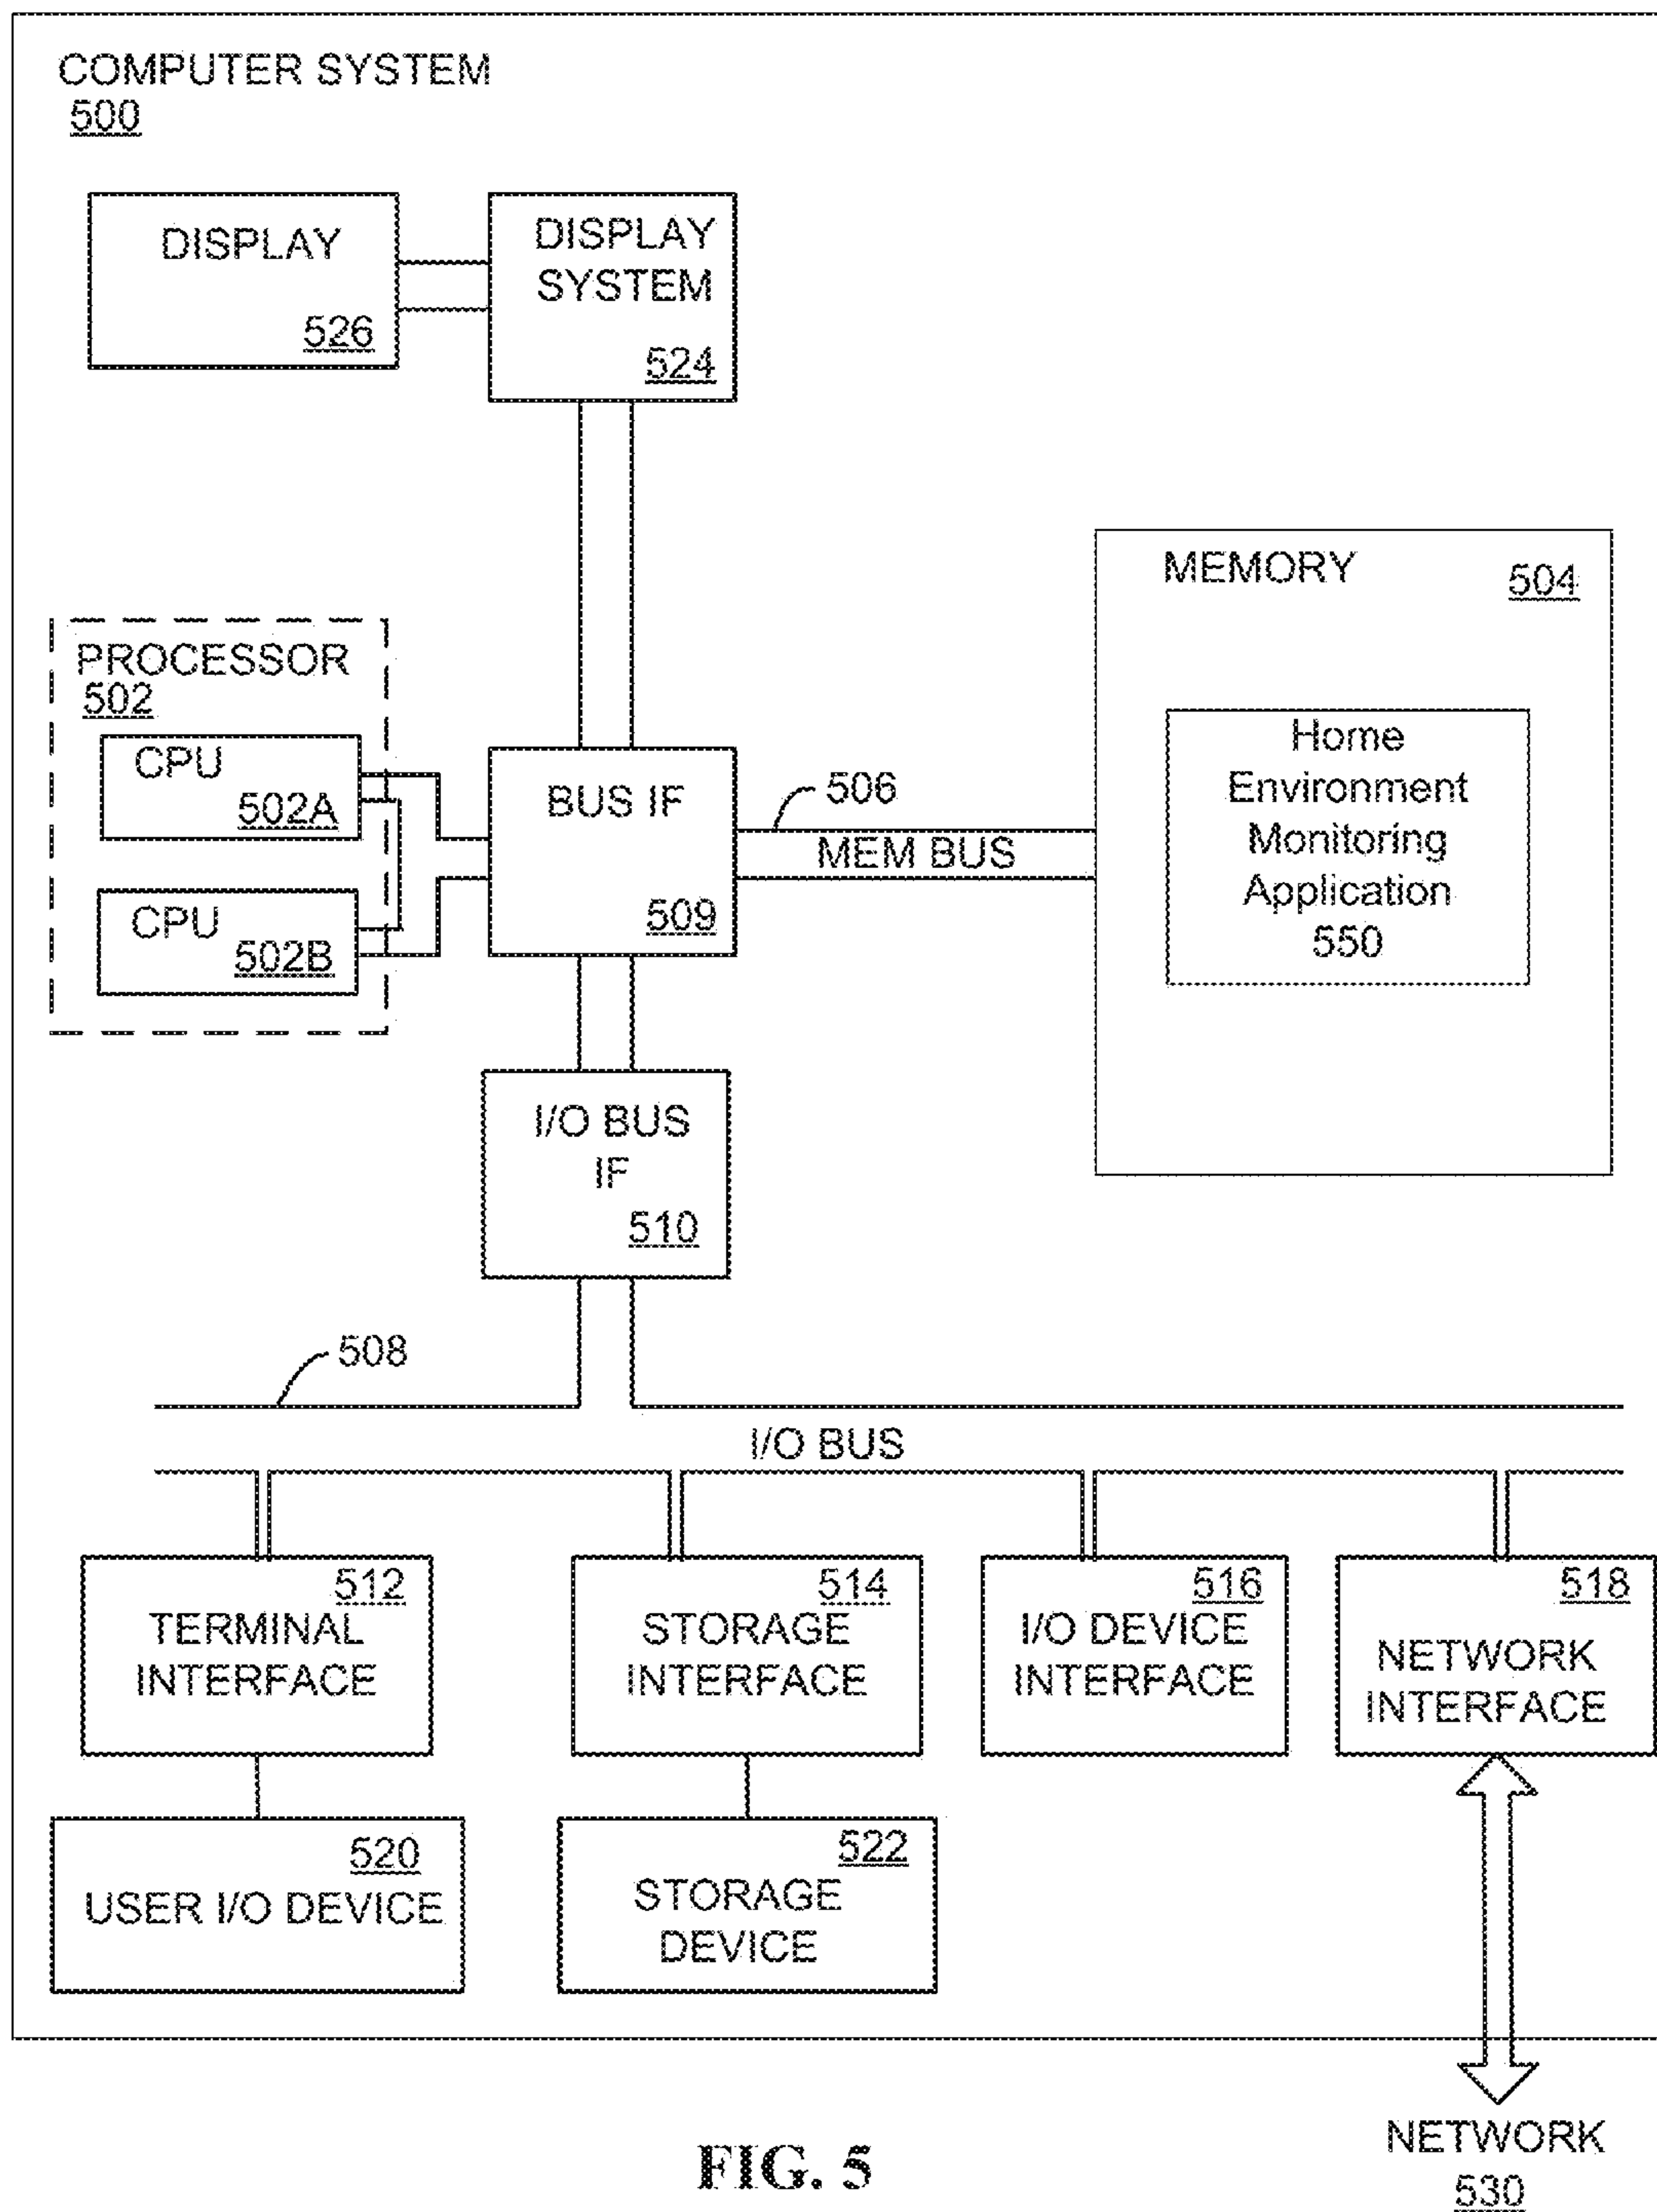 COMPUTER SYSTEM
500
DISPLAY
526
DISPLAY
SYSTEM
524
PROCESSOR
502
CPU
502A
CPU
502B
BUS IF
509
506
MEM BUS
MEMORY
504
Home
Environment
Monitoring
Application
550
I/O BUS
IF
510
508
I/O BUS
512
TERMINAL
INTERFACE
514
STORAGE
INTERFACE
516
I/O DEVICE
INTERFACE
518
NETWORK
INTERFACE
520
USER I/O DEVICE
522
STORAGE
DEVICE
NETWORK
530
FIG. 5